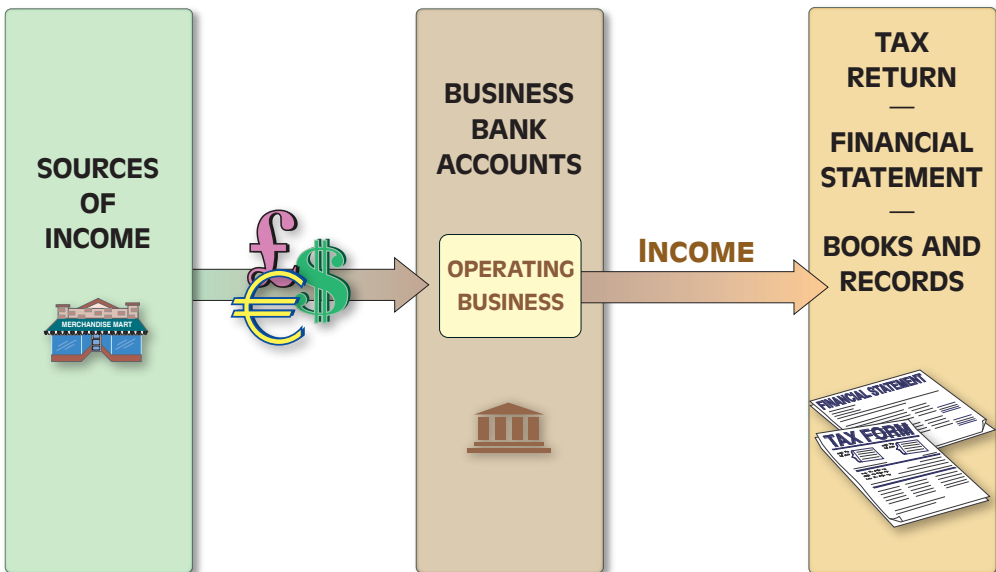 SOURCES
OF
INCOME
MERCHANDISE MART
£
$
€
BUSINESS
BANK
ACCOUNTS
OPERATING
BUSINESS
INCOME
TAX
RETURN
—
FINANCIAL
STATEMENT
—
BOOKS AND
RECORDS
FINANCIAL STATEMENT
TAX FORM